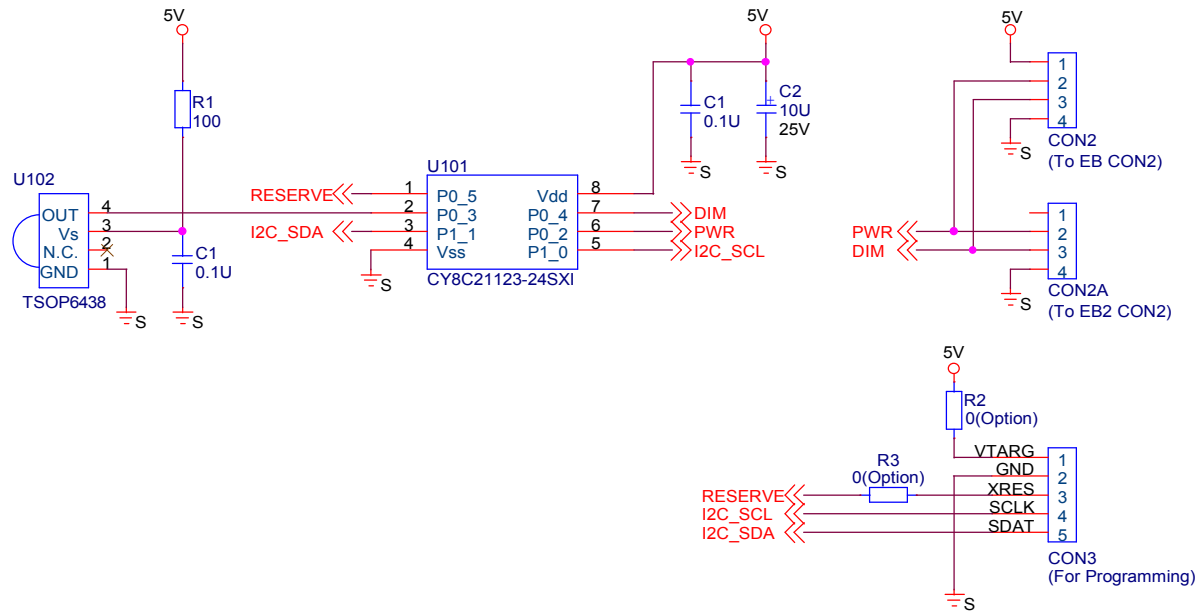 5V
R1
100
U102
OUT
4
Vs
3
N.C.
2
GND
1
TSOP6438
S
C1
0.1U
S
RESERVE
I2C_SDA
S
U101
1
P0_5
2
P0_3
3
P1_1
4
Vss
Vdd
8
P0_4
7
P0_2
6
P1_0
5
CY8C21123-24SXI
DIM
PWR
I2C_SCL
5V
C1
0.1U
S
C2
+
10U
25V
S
5V
1
2
3
4
S
CON2
(To EB CON2)
PWR
DIM
1
2
3
4
S
CON2A
(To EB2 CON2)
5V
R2
0(Option)
R3
0(Option)
RESERVE
I2C_SCL
I2C_SDA
VTARG
1
GND
2
XRES
3
SCLK
4
SDAT
5
CON3
(For Programming)
S